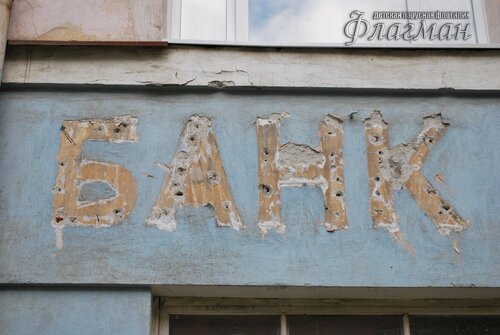 детская парусная флотилия
Флагман
БАНК